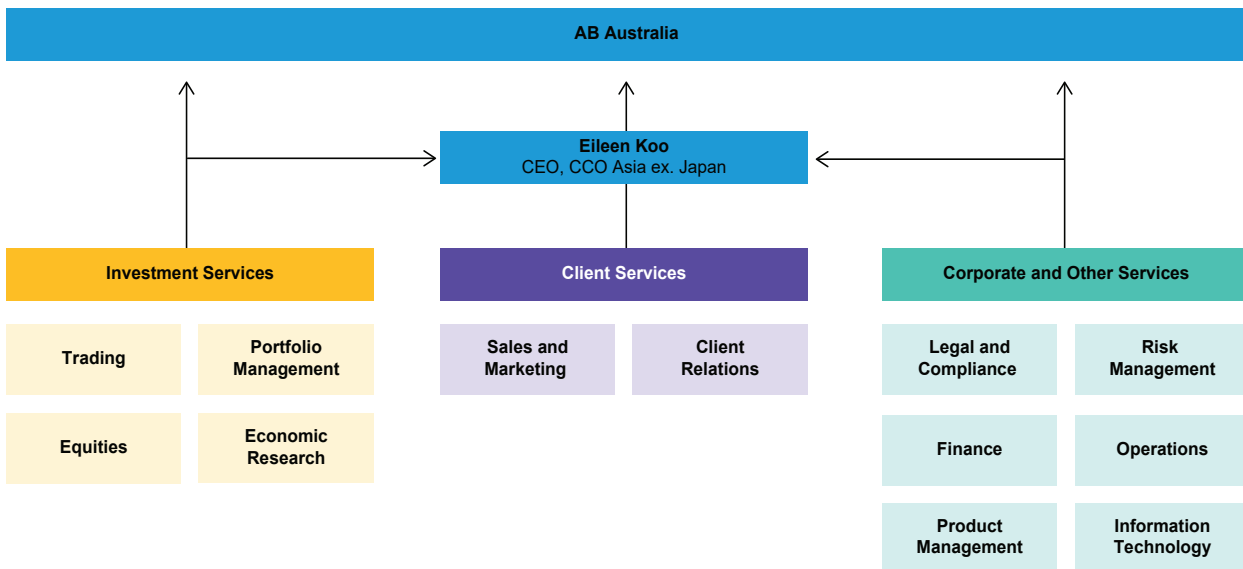 AB Australia
Eileen Koo
CEO, CCO Asia ex. Japan
Investment Services
Client Services
Corporate and Other Services
Trading
Portfolio
Management
Equities
Economic
Research
Sales and
Marketing
Client
Relations
Legal and
Compliance
Risk
Management
Finance
Operations
Product
Management
Information
Technology